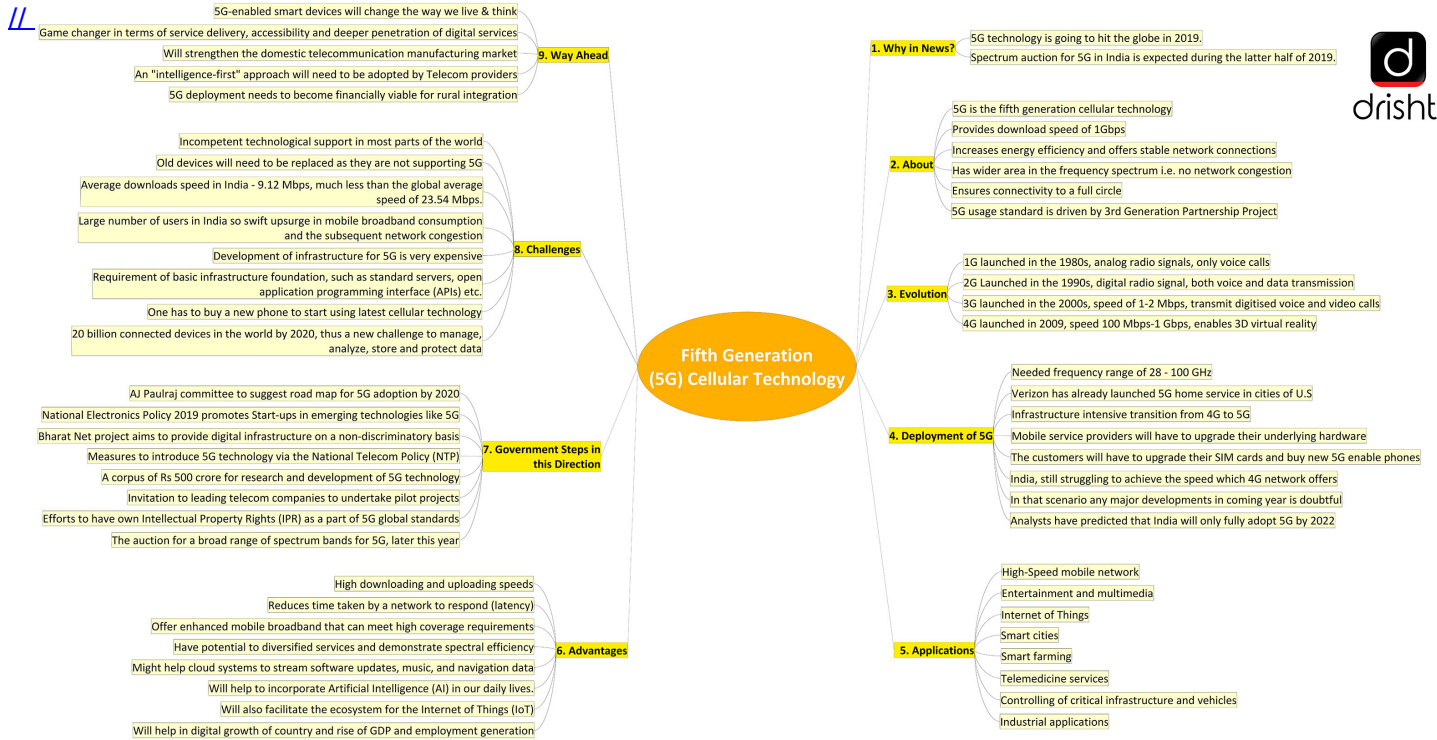 //
drisht
Fifth Generation
(5G) Cellular Technology
1. Why in News?
5G technology is going to hit the globe in 2019.
Spectrum auction for 5G in India is expected during the latter half of 2019.
2. About
5G is the fifth generation cellular technology
Provides download speed of 1Gbps
Increases energy efficiency and offers stable network connections
Has wider area in the frequency spectrum i.e. no network congestion
Ensures connectivity to a full circle
5G usage standard is driven by 3rd Generation Partnership Project
3. Evolution
1G launched in the 1980s, analog radio signals, only voice calls
2G Launched in the 1990s, digital radio signal, both voice and data transmission
3G launched in the 2000s, speed of 1-2 Mbps, transmit digitised voice and video calls
4G launched in 2009, speed 100 Mbps-1 Gbps, enables 3D virtual reality
4. Deployment of 5G
Needed frequency range of 28 - 100 GHz
Verizon has already launched 5G home service in cities of U.S
Infrastructure intensive transition from 4G to 5G
Mobile service providers will have to upgrade their underlying hardware
The customers will have to upgrade their SIM cards and buy new 5G enable phones
India, still struggling to achieve the speed which 4G network offers
In that scenario any major developments in coming year is doubtful
Analysts have predicted that India will only fully adopt 5G by 2022
5. Applications
High-Speed mobile network
Entertainment and multimedia
Internet of Things
Smart cities
Smart farming
Telemedicine services
Controlling of critical infrastructure and vehicles
Industrial applications
6. Advantages
High downloading and uploading speeds
Reduces time taken by a network to respond (latency)
Offer enhanced mobile broadband that can meet high coverage requirements
Have potential to diversified services and demonstrate spectral efficiency
Might help cloud systems to stream software updates, music, and navigation data
Will help to incorporate Artificial Intelligence (AI) in our daily lives.
Will also facilitate the ecosystem for the Internet of Things (IoT)
Will help in digital growth of country and rise of GDP and employment generation
7. Government Steps in
this Direction
AJ Paulraj committee to suggest road map for 5G adoption by 2020
National Electronics Policy 2019 promotes Start-ups in emerging technologies like 5G
Bharat Net project aims to provide digital infrastructure on a non-discriminatory basis
Measures to introduce 5G technology via the National Telecom Policy (NTP)
A corpus of Rs 500 crore for research and development of 5G technology
Invitation to leading telecom companies to undertake pilot projects
Efforts to have own Intellectual Property Rights (IPR) as a part of 5G global standards
The auction for a broad range of spectrum bands for 5G, later this year
8. Challenges
Incompetent technological support in most parts of the world
Old devices will need to be replaced as they are not supporting 5G
Average downloads speed in India - 9.12 Mbps, much less than the global average
speed of 23.54 Mbps.
Large number of users in India so swift upsurge in mobile broadband consumption
and the subsequent network congestion
Development of infrastructure for 5G is very expensive
Requirement of basic infrastructure foundation, such as standard servers, open
application programming interface (APIs) etc.
One has to buy a new phone to start using latest cellular technology
20 billion connected devices in the world by 2020, thus a new challenge to manage,
analyze, store and protect data
9. Way Ahead
5G-enabled smart devices will change the way we live & think
Game changer in terms of service delivery, accessibility and deeper penetration of digital services
Will strengthen the domestic telecommunication manufacturing market
An "intelligence-first" approach will need to be adopted by Telecom providers
5G deployment needs to become financially viable for rural integration